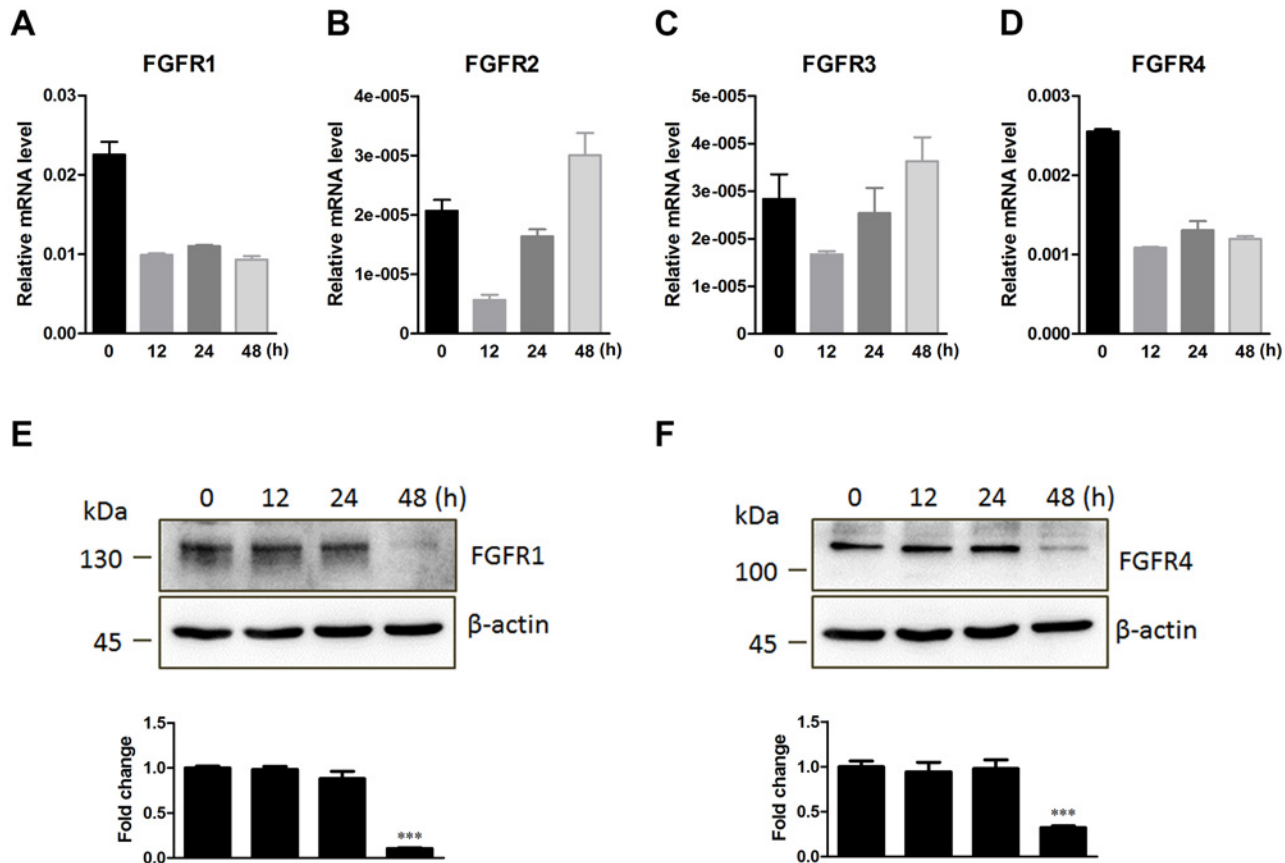 A
B
C
D
FGFR1
FGFR2
FGFR3
FGFR4
Relative mRNA level
0.03
0.02
0.01
0.00
0 12 24 48 (h)
Relative mRNA level
4e-005
3e-005
2e-005
1e-005
0
0 12 24 48 (h)
Relative mRNA level
5e-005
4e-005
3e-005
2e-005
1e-005
0
0 12 24 48 (h)
Relative mRNA level
0.003
0.002
0.001
0.000
0 12 24 48 (h)
E
0 12 24 48 (h)
kDa
130
FGFR1
45
β-actin
Fold change
1.5
1.0
0.5
0.0
***
F
0 12 24 48 (h)
kDa
100
FGFR4
45
β-actin
Fold change
1.5
1.0
0.5
0.0
***